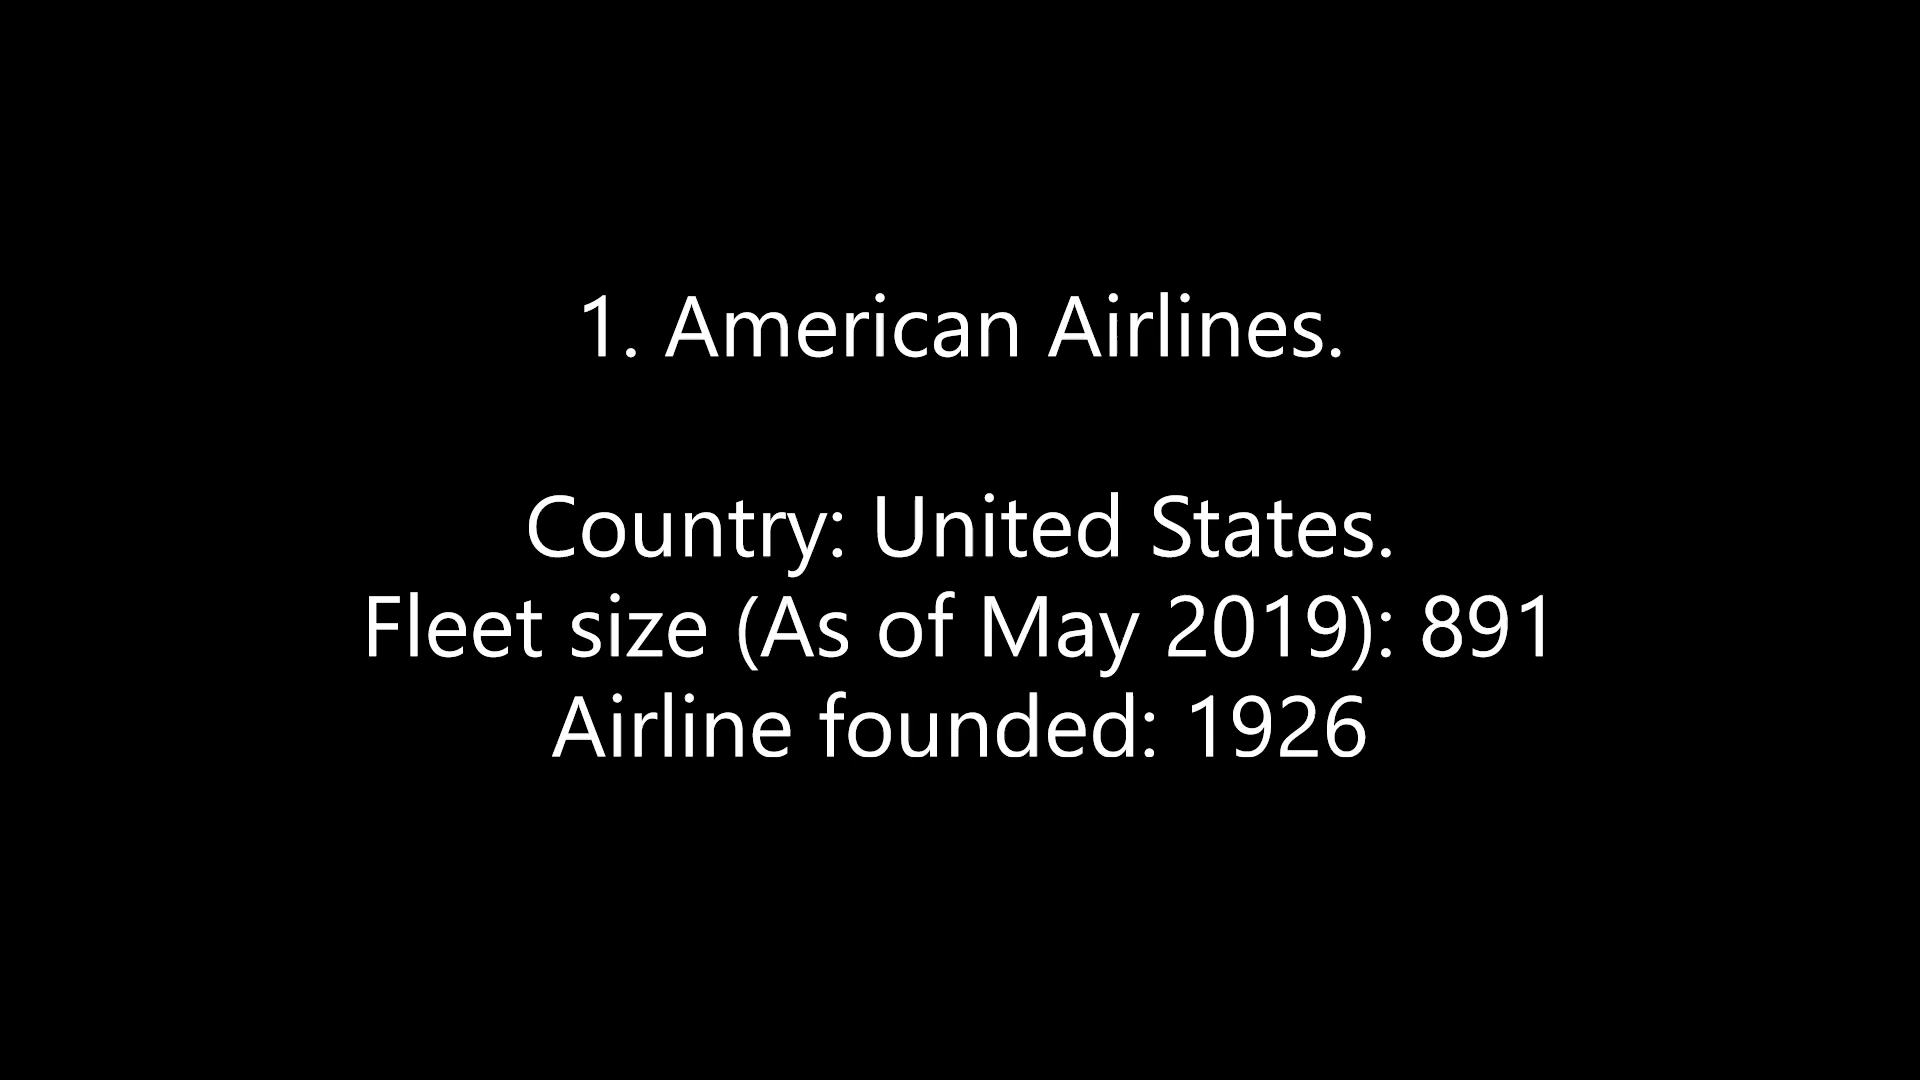 1. American Airlines.
Country: United States.
Fleet size (As of May 2019): 891
Airline founded: 1926